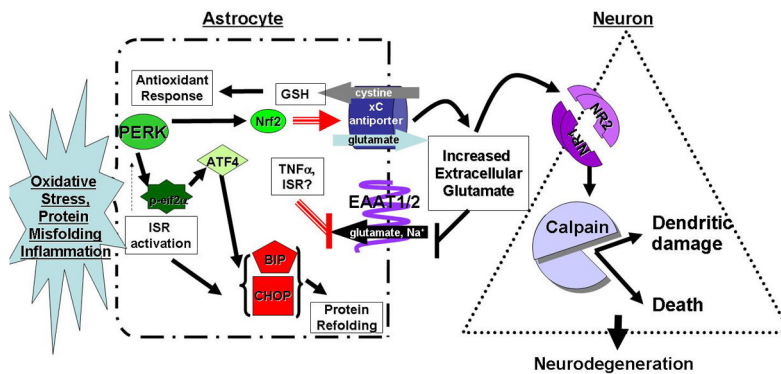 Astrocyte
Neuron
Antioxidant
Response
GSH
cystine
xC
antiporter
glutamate
PERK
Nrf2
NR2
NR1
ATF4
TNFα,
ISR?
Increased
Extracellular
Glutamate
Oxidative
Stress,
Protein
Misfolding
Inflammation
p-eif2α
ISR
activation
EAAT1/2
glutamate, Na⁺
Calpain
Dendritic
damage
BIP
CHOP
Protein
Refolding
Death
Neurodegeneration